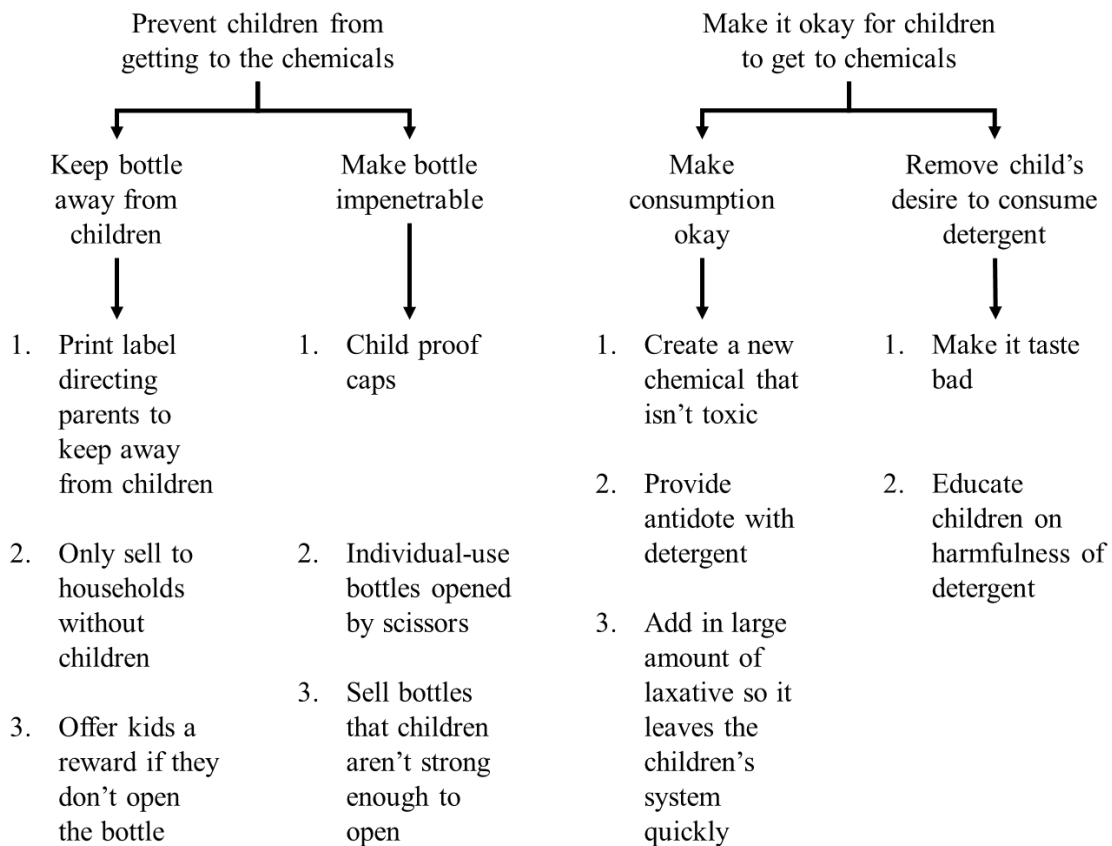 Prevent children from
getting to the chemicals
Make it okay for children
to get to chemicals
Keep bottle
away from
children
Make bottle
impenetrable
Make
consumption
okay
Remove child’s
desire to consume
detergent
1. Print label
directing
parents to
keep away
from children
2. Only sell to
households
without
children
3. Offer kids a
reward if they
don’t open
the bottle
1. Child proof
caps
2. Individual-use
bottles opened
by scissors
3. Sell bottles
that children
aren’t strong
enough to
open
1. Create a new
chemical that
isn’t toxic
2. Provide
antidote with
detergent
3. Add in large
amount of
laxative so it
leaves the
children’s
system
quickly
1. Make it taste
bad
2. Educate
children on
harmfulness of
detergent